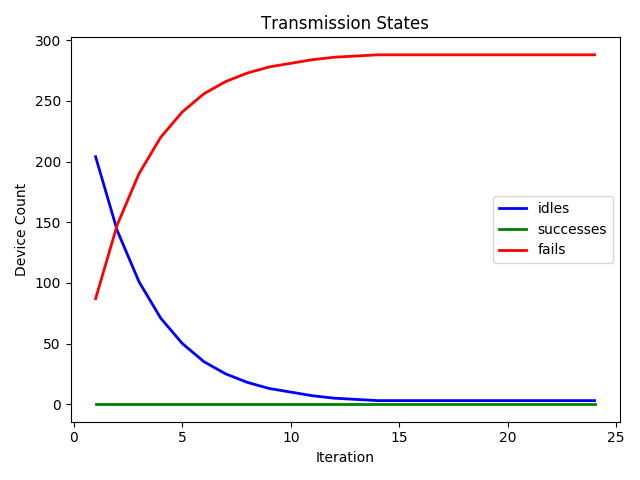 Transmission States
Device Count
300
250
200
150
100
50
0
idles
successes
fails
0 5 10 15 20 25
Iteration